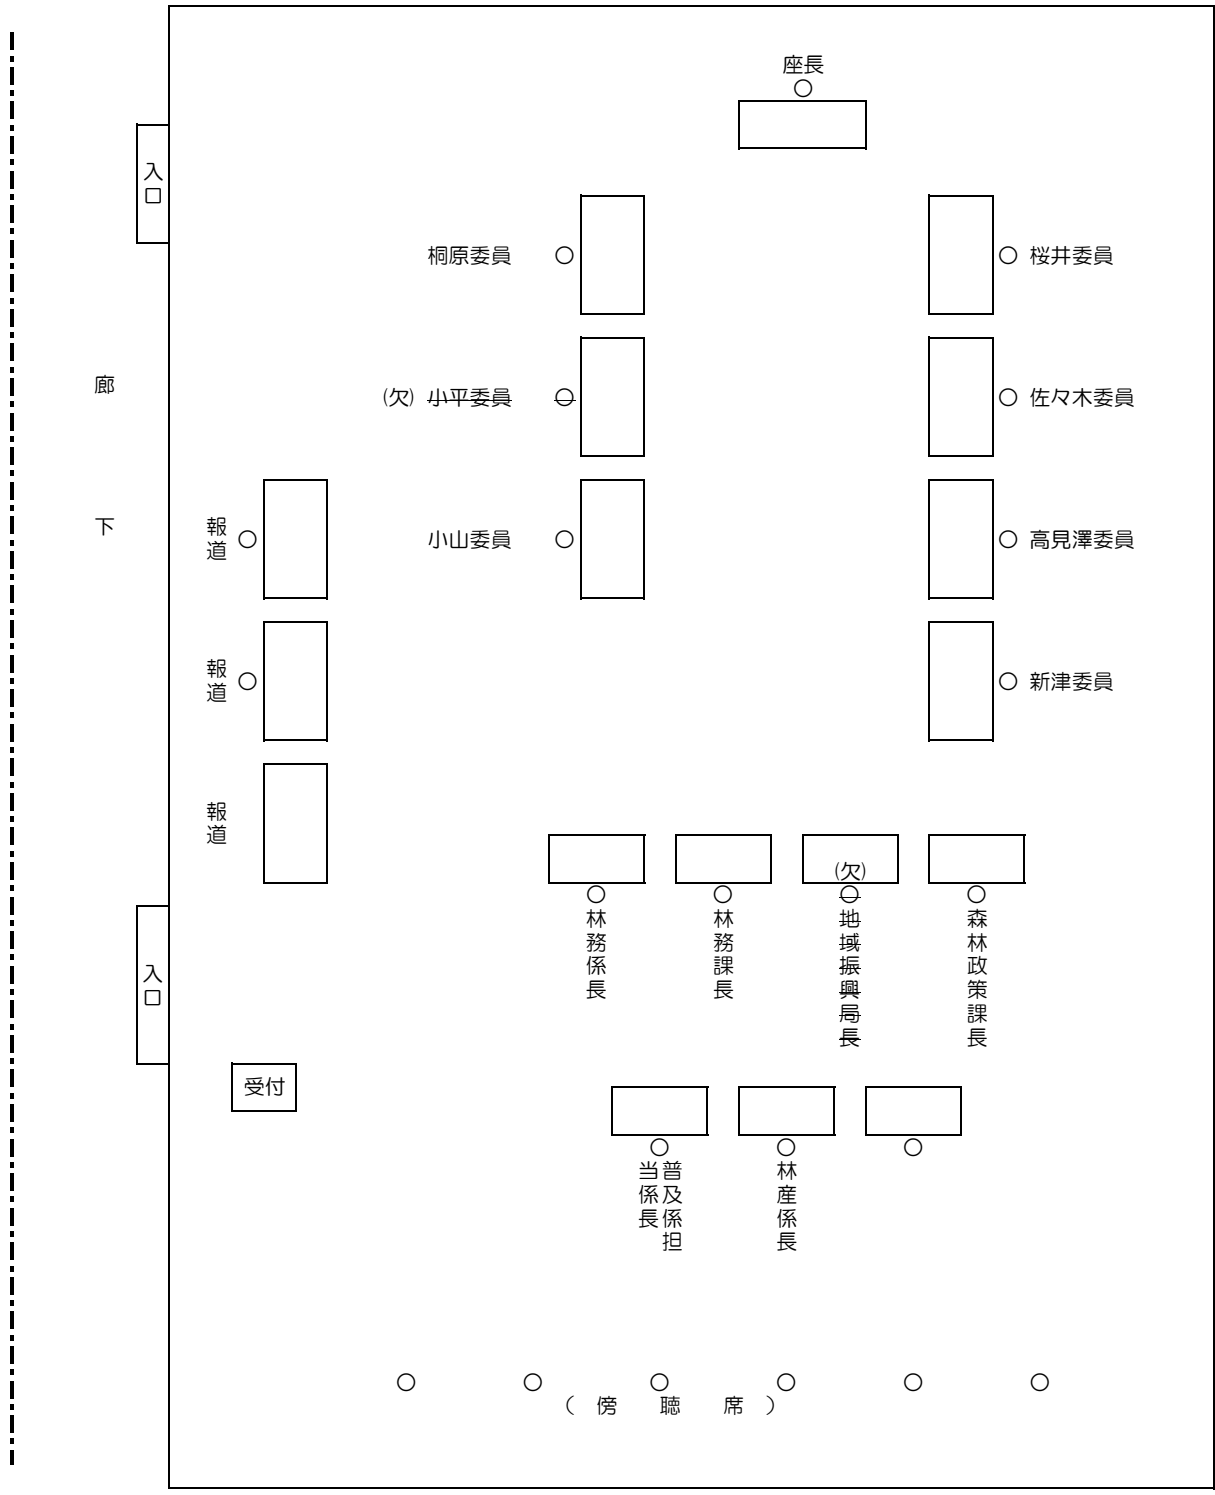 座長
入口
桐原委員 ○
○ 桜井委員
廊下
(欠) 小平委員 ○
○ 佐々木委員
報道 ○
小山委員 ○
○ 高見澤委員
報道 ○
○ 新津委員
報道
(欠)
林務係長
林務課長
地域振興局長
森林政策課長
入口
受付
普及係担
当係長
林産係長
（ 傍 聴 席 ）